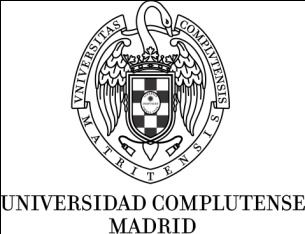 VNIVERSITAS
COMPLVTENSIS
MATRITENSIS
UNIVERSIDAD COMPLUTENSE
MADRID